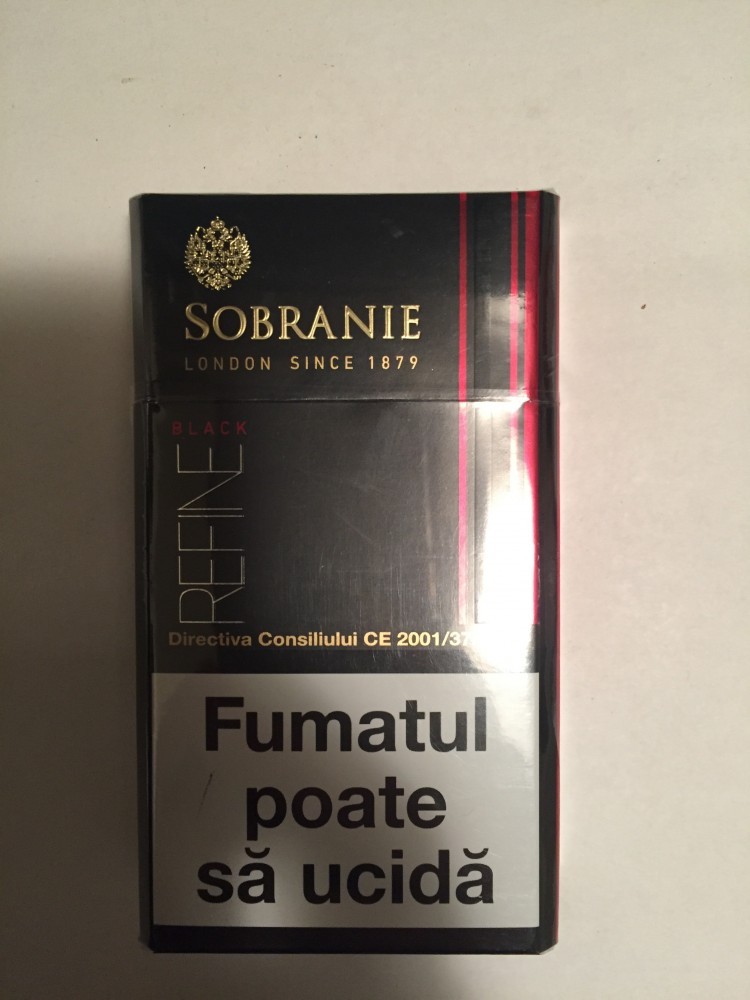 SOBRANIE
LONDON SINCE 1879
BLACK
REFINE
Directiva Consiliului CE
Fumatul
poate
să ucidă